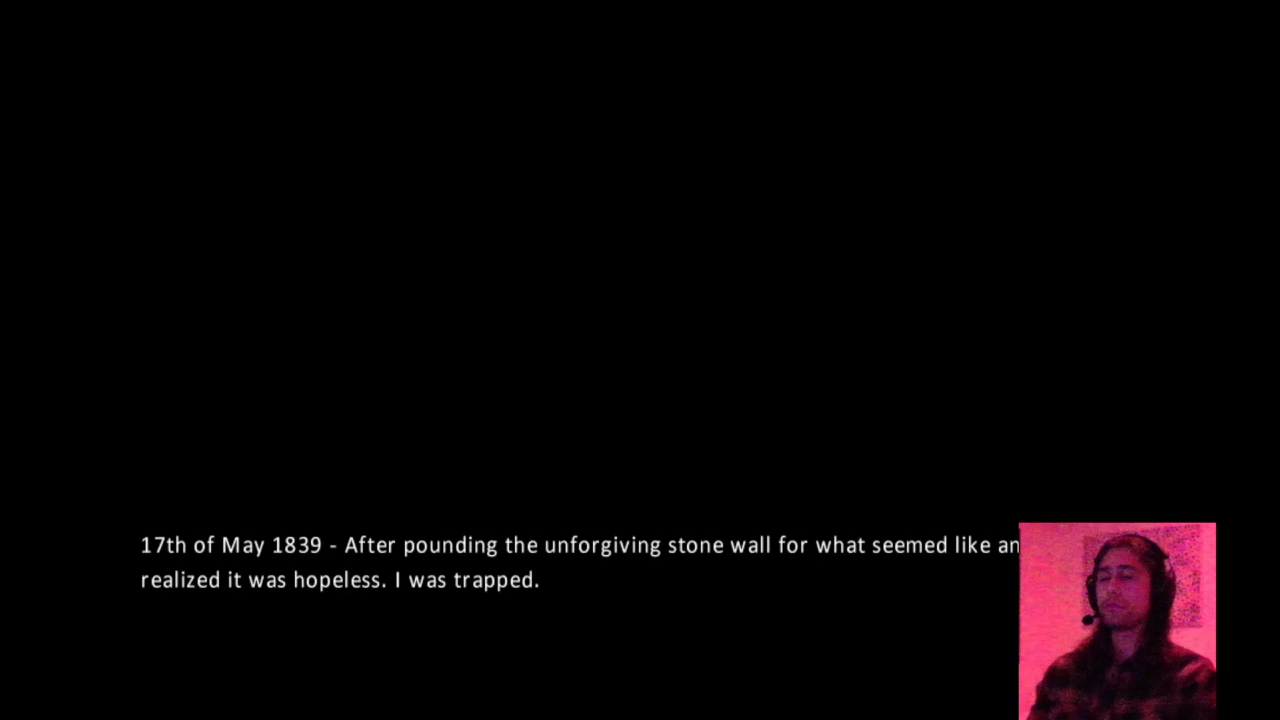 17th of May 1839 - After pounding the unforgiving stone wall for what seemed like an
realized it was hopeless. I was trapped.